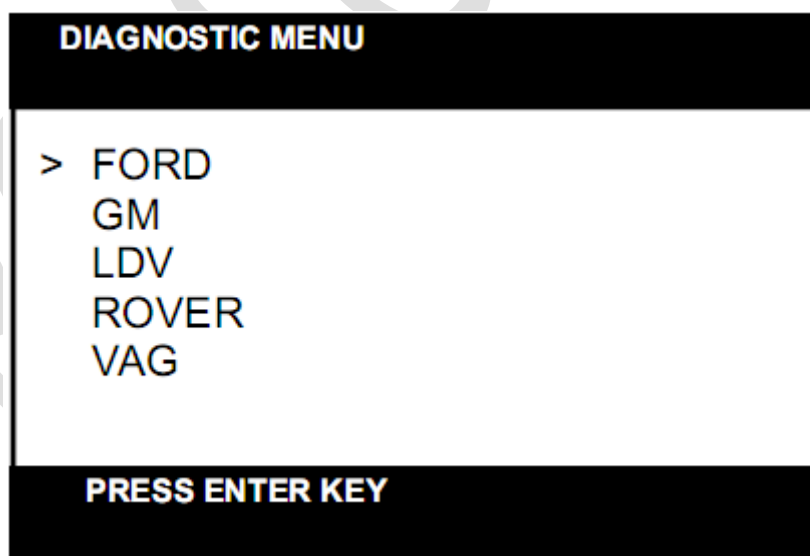 DIAGNOSTIC MENU
> FORD
GM
LDV
ROVER
VAG
PRESS ENTER KEY